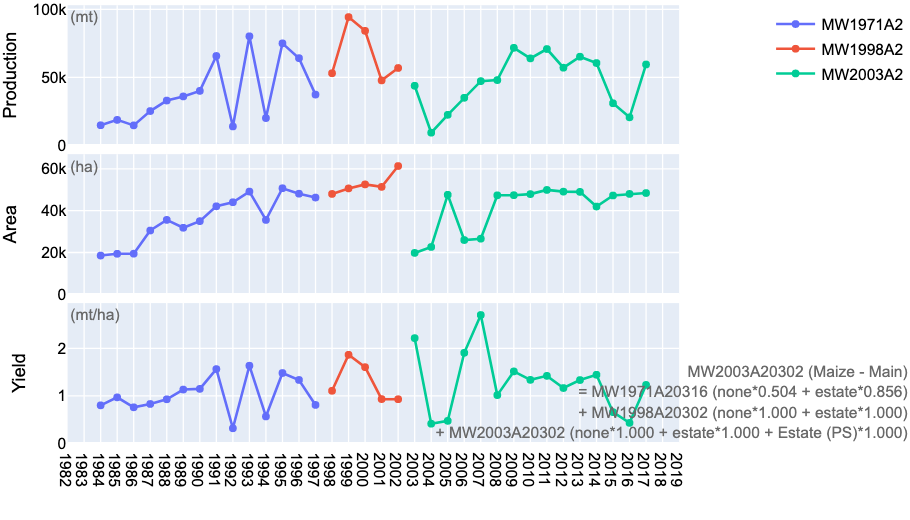 100k
(mt)
MW1971A2
MW1998A2
MW2003A2
Production
50k
0
60k
(ha)
Area
40k
20k
0
(mt/ha)
Yield
2
1
0
MW2003A20302 (Maize - Main)
= MW1971A20316 (none*0.504 + estate*0.856)
+ MW1998A20302 (none*1.000 + estate*1.000)
+ MW2003A20302 (none*1.000 + estate*1.000 + Estate (PS)*1.000)
1982
1983
1984
1985
1986
1987
1988
1989
1990
1991
1992
1993
1994
1995
1996
1997
1998
1999
2000
2001
2002
2003
2004
2005
2006
2007
2008
2009
2010
2011
2012
2013
2014
2015
2016
2017
2018
2019